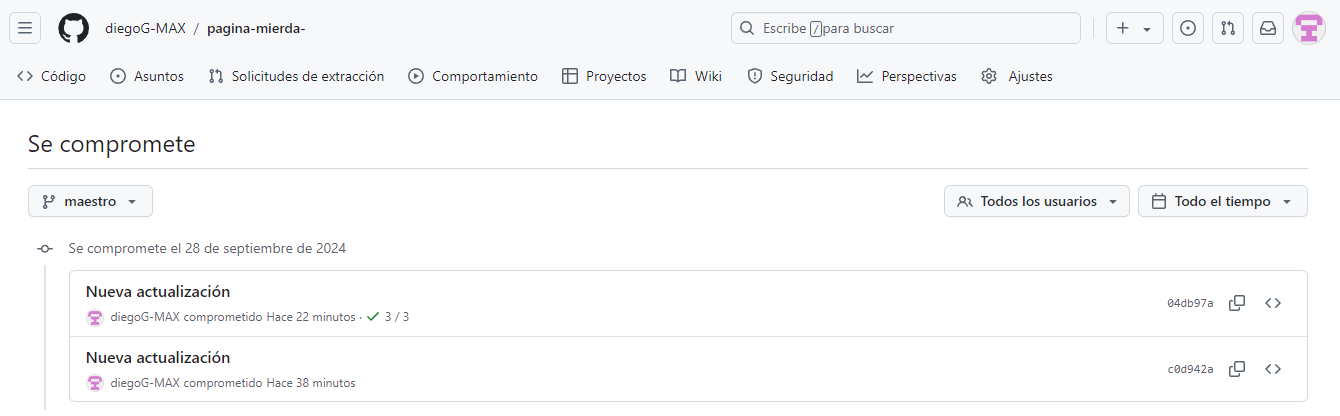 diegoG-MAX / pagina-mierda-
Escribe / para buscar
Código Asuntos Solicitudes de extracción Comportamiento Proyectos Wiki Seguridad Perspectivas Ajustes
Se compromete
maestro
Todos los usuarios Todo el tiempo
Se compromete el 28 de septiembre de 2024
Nueva actualización
04db97a
diegoG-MAX comprometido Hace 22 minutos · 3 / 3
Nueva actualización
c0d942a
diegoG-MAX comprometido Hace 38 minutos